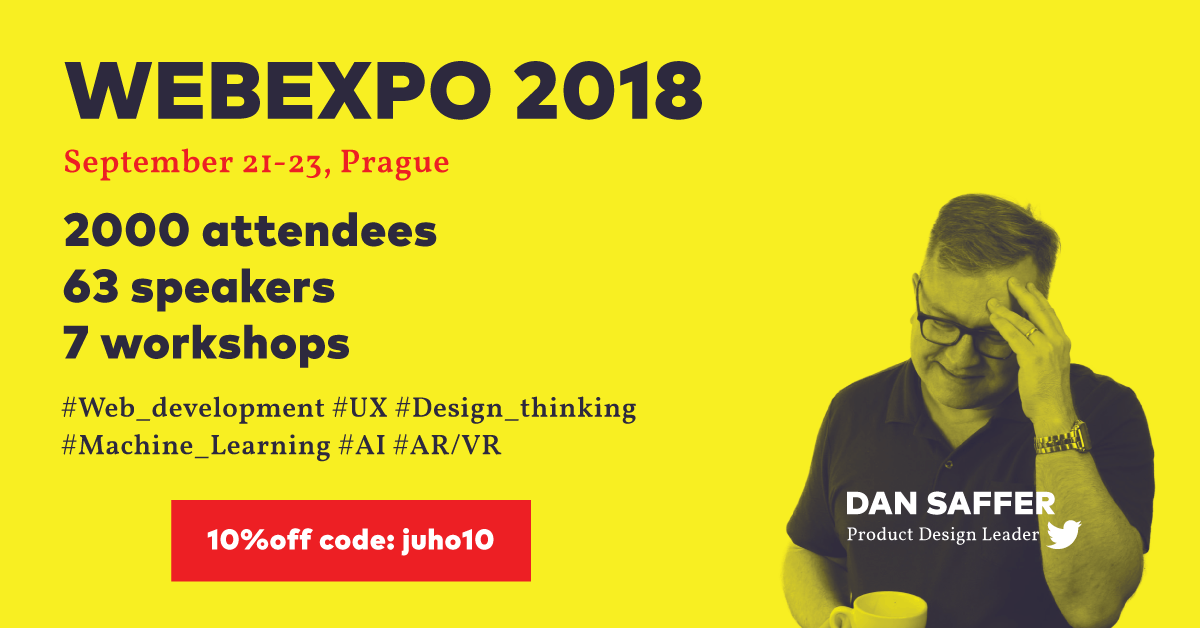 WEBEXPO 2018
September 21-23, Prague
2000 attendees
63 speakers
7 workshops
#Web_development #UX #Design_thinking
#Machine_Learning #AI #AR/VR
10%off code: juho10
DAN SAFFER
Product Design Leader